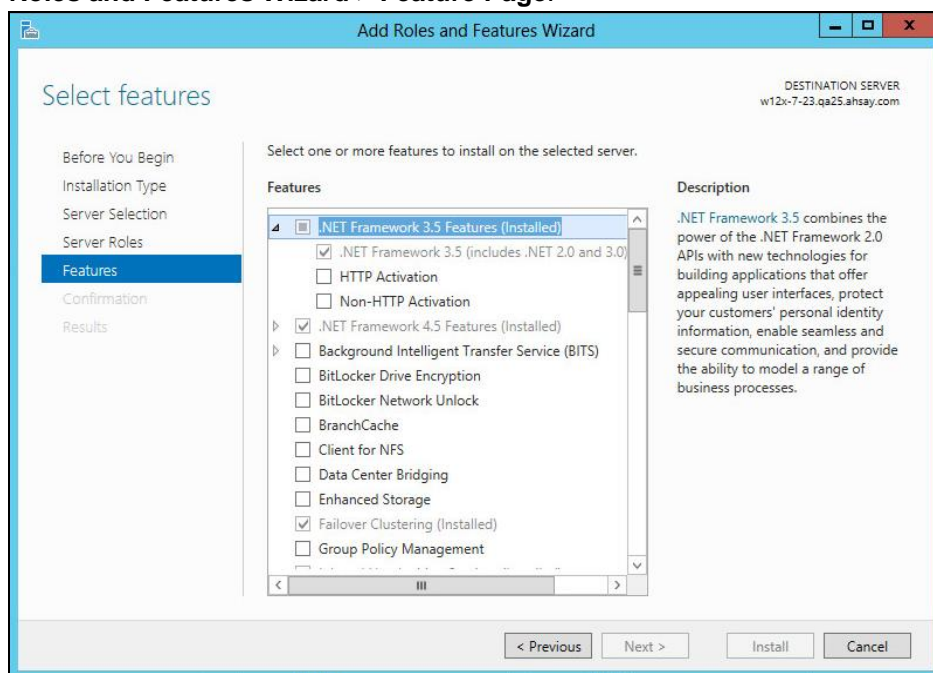 Roles and Features Wizard > Feature Page.
Add Roles and Features Wizard
Select features
DESTINATION SERVER
w12x-7-23.qa25.ahsay.com
Before You Begin
Installation Type
Server Selection
Server Roles
Features
Confirmation
Results
Select one or more features to install on the selected server.
Features
.NET Framework 3.5 Features (Installed)
.NET Framework 3.5 (includes .NET 2.0 and 3.0)
HTTP Activation
Non-HTTP Activation
.NET Framework 4.5 Features (Installed)
Background Intelligent Transfer Service (BITS)
BitLocker Drive Encryption
BitLocker Network Unlock
BranchCache
Client for NFS
Data Center Bridging
Enhanced Storage
Failover Clustering (Installed)
Group Policy Management
Description
.NET Framework 3.5 combines the
power of the .NET Framework 2.0
APIs with new technologies for
building applications that offer
appealing user interfaces, protect
your customers' personal identity
information, enable seamless and
secure communication, and provide
the ability to model a range of
business processes.
< Previous
Next >
Install
Cancel